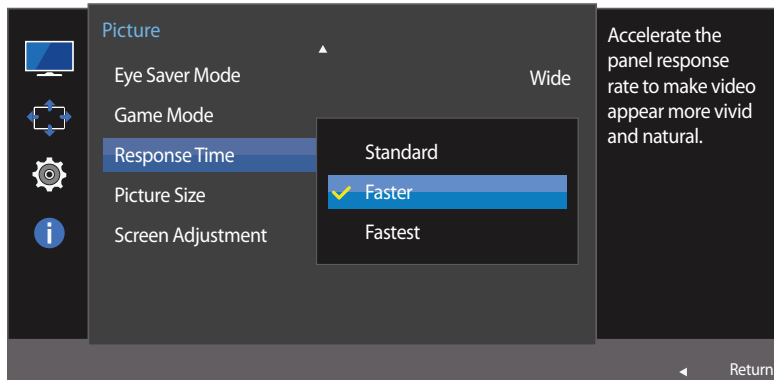 Picture
Eye Saver Mode
Wide
Game Mode
Response Time
Standard
Faster
Fastest
Picture Size
Screen Adjustment
Accelerate the
panel response
rate to make video
appear more vivid
and natural.
Return